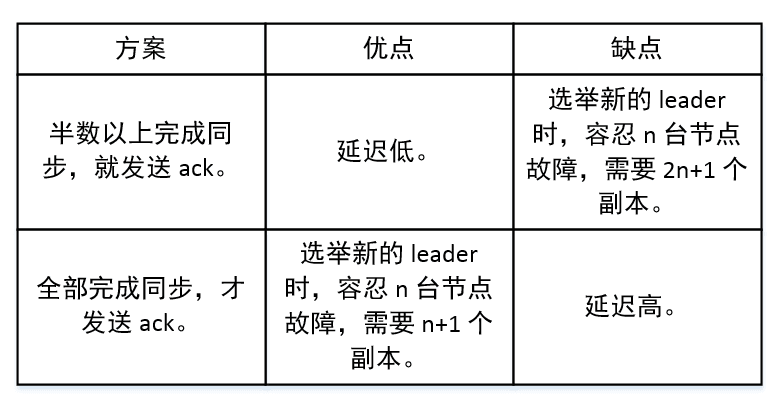 方案
优点
缺点
半数以上完成同
步，就发送 ack。
延迟低。
选举新的 leader
时，容忍 n 台节点
故障，需要 2n+1 个
副本。
全部完成同步，才
发送 ack。
选举新的 leader
时，容忍 n 台节点
故障，需要 n+1 个
副本。
延迟高。